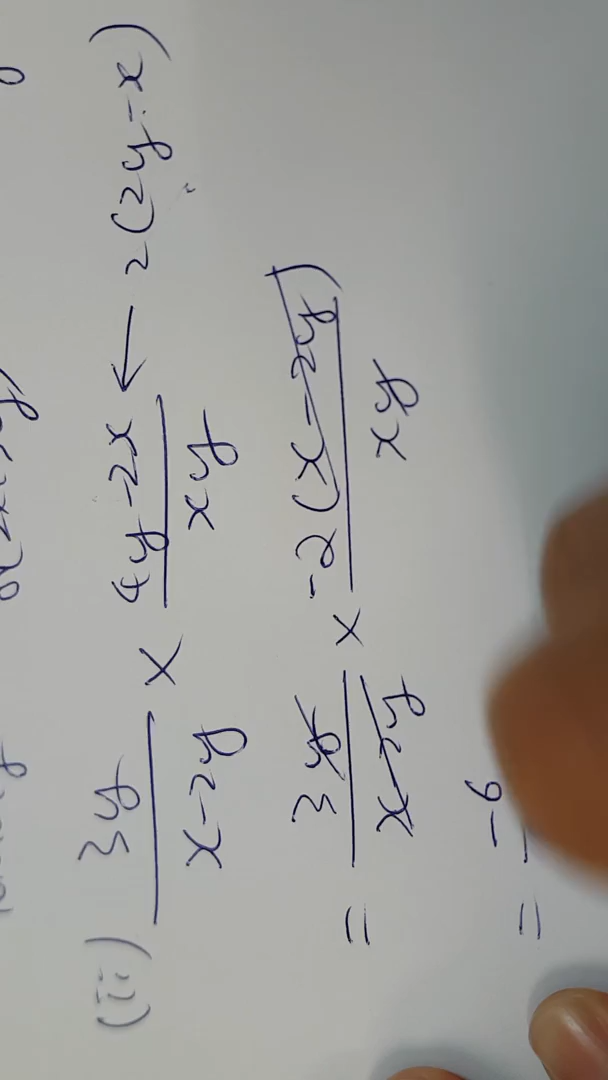 (ii) 3y/(x-2y) × (4y-2x)/(xy) ← 2(2y-x)
= 3y/(x-2y) × -2(x-2y)/(xy)
= -6